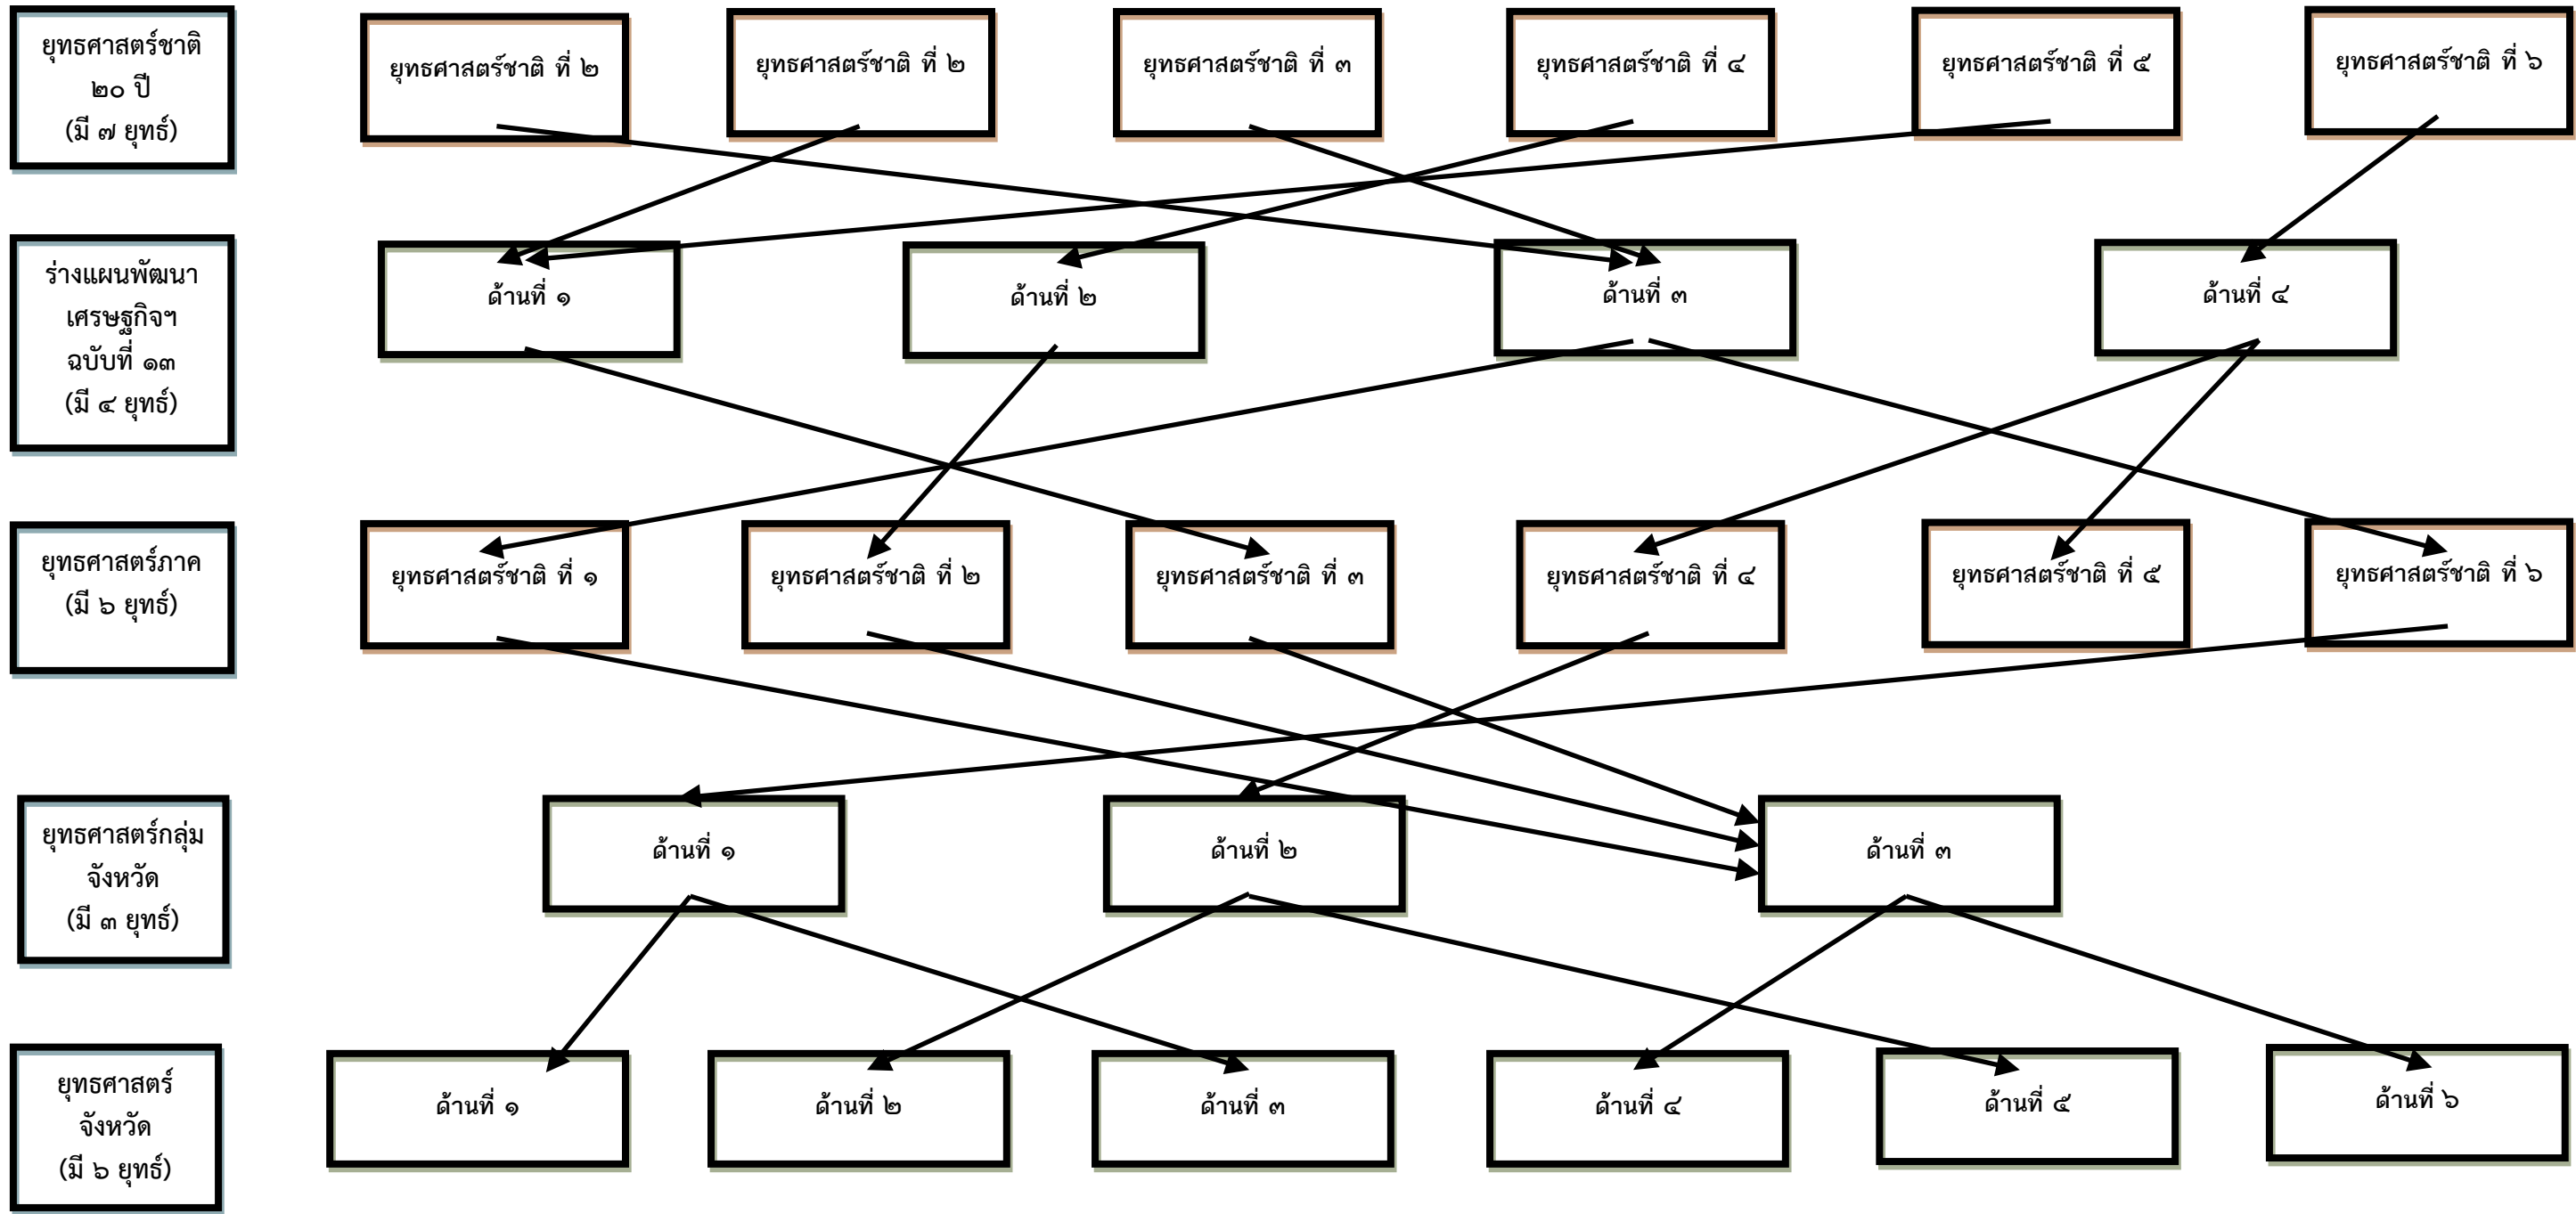 ยุทธศาสตร์ชาติ
๒๐ ปี
(มี ๗ ยุทธ์)
ยุทธศาสตร์ชาติ ที่ ๒
ยุทธศาสตร์ชาติ ที่ ๒
ยุทธศาสตร์ชาติ ที่ ๓
ยุทธศาสตร์ชาติ ที่ ๔
ยุทธศาสตร์ชาติ ที่ ๕
ยุทธศาสตร์ชาติ ที่ ๖
ร่างแผนพัฒนา
เศรษฐกิจฯ
ฉบับที่ ๑๓
(มี ๔ ยุทธ์)
ด้านที่ ๑
ด้านที่ ๒
ด้านที่ ๓
ด้านที่ ๔
ยุทธศาสตร์ภาค
(มี ๖ ยุทธ์)
ยุทธศาสตร์ชาติ ที่ ๑
ยุทธศาสตร์ชาติ ที่ ๒
ยุทธศาสตร์ชาติ ที่ ๓
ยุทธศาสตร์ชาติ ที่ ๔
ยุทธศาสตร์ชาติ ที่ ๕
ยุทธศาสตร์ชาติ ที่ ๖
ยุทธศาสตร์กลุ่ม
จังหวัด
(มี ๓ ยุทธ์)
ด้านที่ ๑
ด้านที่ ๒
ด้านที่ ๓
ยุทธศาสตร์
จังหวัด
(มี ๖ ยุทธ์)
ด้านที่ ๑
ด้านที่ ๒
ด้านที่ ๓
ด้านที่ ๔
ด้านที่ ๕
ด้านที่ ๖